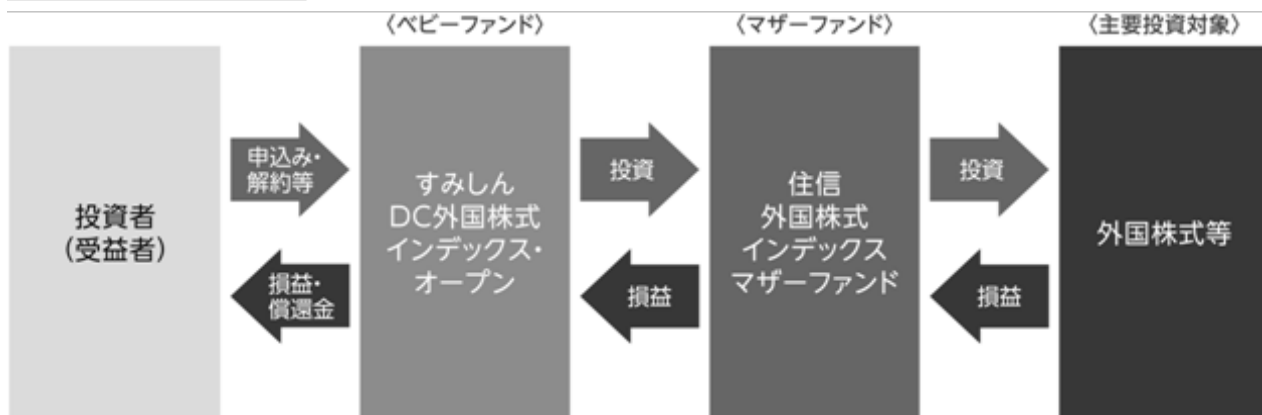 〈ベビーファンド〉
〈マザーファンド〉
〈主要投資対象〉
投資者
(受益者)
申込み・
解約等
損益・
償還金
すみしん
DC外国株式
インデックス・
オープン
投資
損益
住信
外国株式
インデックス
マザーファンド
投資
損益
外国株式等